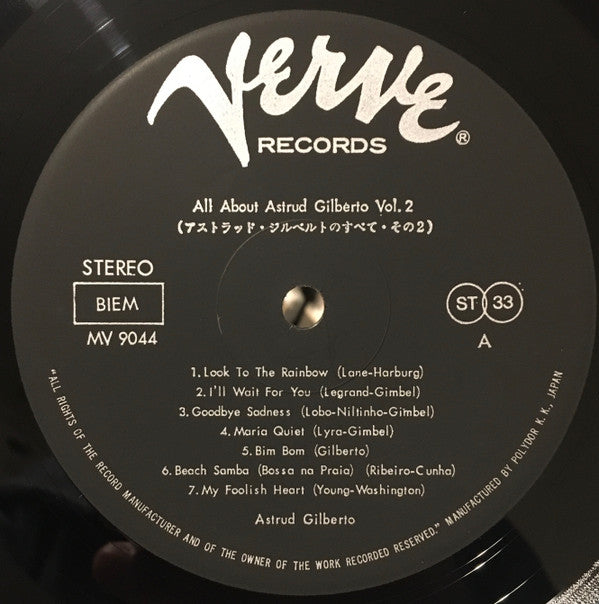 Verve
RECORDS ®
All About Astrud Gilberto Vol.2
(アストラッド・ジルベルトのすべて・その2)
STEREO
BIEM
MV 9044
ST 33
A
1. Look To The Rainbow (Lane-Harburg)
2. I'll Wait For You (Legrand-Gimbel)
3. Goodbye Sadness (Lobo-Niltinho-Gimbel)
4. Maria Quiet (Lyra-Gimbel)
5. Bim Bom (Gilberto)
6. Beach Samba (Bossa na Praia) (Ribeiro-Cunha)
7. My Foolish Heart (Young-Washington)
Astrud Gilberto
"ALL RIGHTS OF THE RECORD MANUFACTURER AND OF THE OWNER OF THE WORK RECORDED RESERVED." MANUFACTURED BY POLYDOR K. K., JAPAN